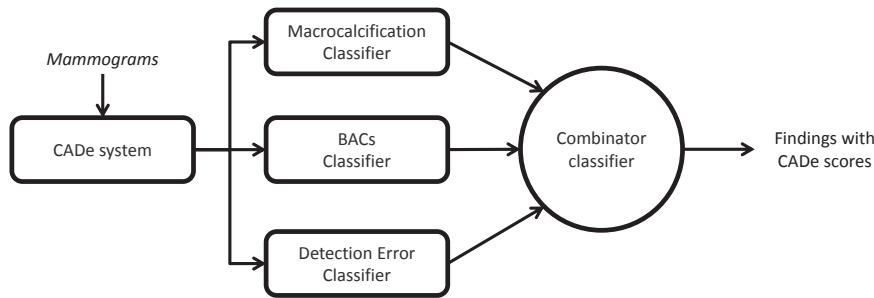 Mammograms
CADe system
Macrocalcification
Classifier
BACs
Classifier
Detection Error
Classifier
Combinator
classifier
Findings with
CADe scores